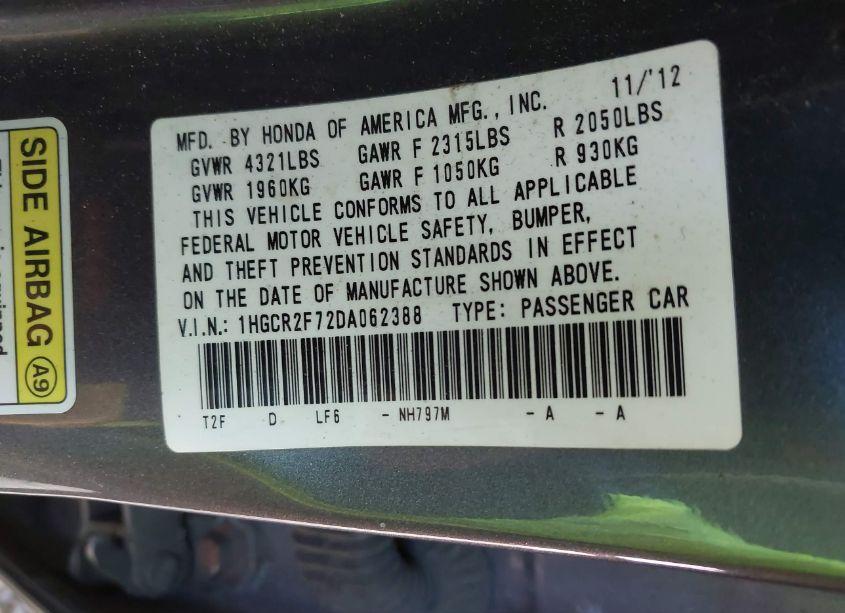 MFD. BY HONDA OF AMERICA MFG., INC. 11/'12
GVWR 4321LBS GAWR F 2315LBS R 2050LBS
GVWR 1960KG GAWR F 1050KG R 930KG
THIS VEHICLE CONFORMS TO ALL APPLICABLE
FEDERAL MOTOR VEHICLE SAFETY, BUMPER,
AND THEFT PREVENTION STANDARDS IN EFFECT
ON THE DATE OF MANUFACTURE SHOWN ABOVE.
V.I.N.: 1HGCR2F72DA062388 TYPE: PASSENGER CAR
T2F D LF6 - NH797M - A - A
SIDE AIRBAG A9